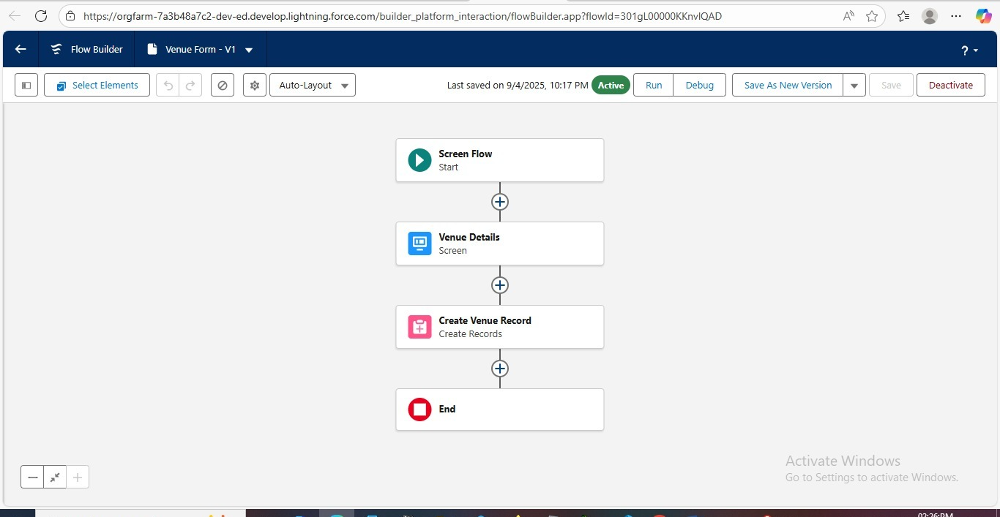 https://orgfarm-7a3b48a7c2-dev-ed.develop.lightning.force.com/builder_platform_interaction/flowBuilder.app?flowId=301gL00000KKnvIQAD
Flow Builder
Venue Form - V1
?
Select Elements
Auto-Layout
Last saved on 9/4/2025, 10:17 PM
Active
Run
Debug
Save As New Version
Save
Deactivate
Screen Flow
Start
Venue Details
Screen
Create Venue Record
Create Records
End
Activate Windows
Go to Settings to activate Windows.
02:26:PM